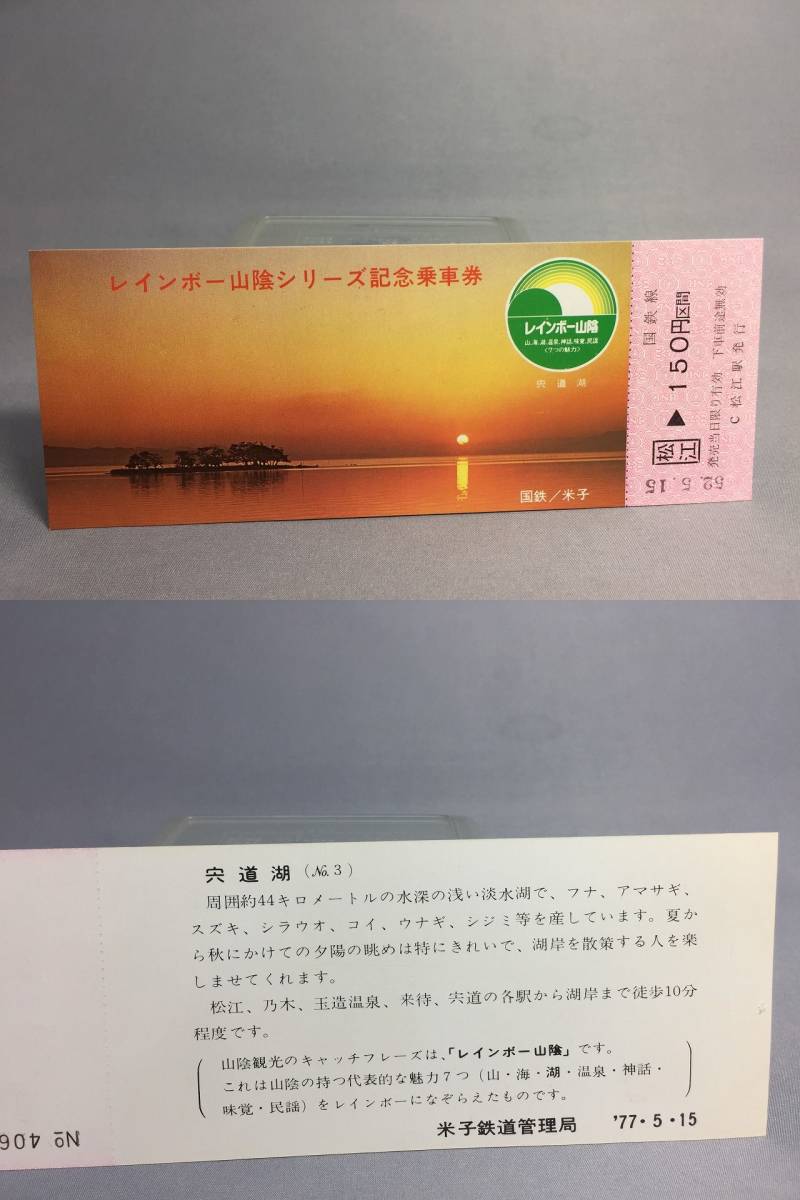 レインボー山陰シリーズ記念乗車券
レインボー山陰
山、海、湖、温泉、神話、味覚、民謡
〈7つの魅力〉
宍道湖
国鉄／米子
国鉄線
松江 ▶ 150円区間
発売当日限り有効 下車前途無効
C 松江駅発行
52. 5. 15
宍道湖（No.3）
周囲約44キロメートルの水深の浅い淡水湖で、フナ、アマサギ、
スズキ、シラウオ、コイ、ウナギ、シジミ等を産しています。夏か
ら秋にかけての夕陽の眺めは特にきれいで、湖岸を散策する人を楽
しませてくれます。
松江、乃木、玉造温泉、来待、宍道の各駅から湖岸まで徒歩10分
程度です。
山陰観光のキャッチフレーズは、「レインボー山陰」です。
これは山陰の持つ代表的な魅力7つ（山・海・湖・温泉・神話・
味覚・民謡）をレインボーになぞらえたものです。
米子鉄道管理局 '77・5・15
No 406